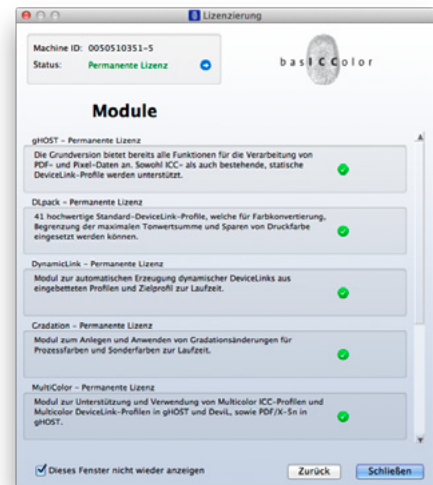 Lizenzierung
Machine ID: 0050510351-5
Status: Permanente Lizenz
basICColor
Module
gHOST - Permanente Lizenz
Die Grundversion bietet bereits alle Funktionen für die Verarbeitung von
PDF- und Pixel-Daten an. Sowohl ICC- als auch bestehende, statische
DeviceLink-Profile werden unterstützt.
DLpack - Permanente Lizenz
41 hochwertige Standard-DeviceLink-Profile, welche für Farbkonvertierung,
Begrenzung der maximalen Tonwertsumme und Sparen von Druckfarbe
eingesetzt werden können.
DynamicLink - Permanente Lizenz
Modul zur automatischen Erzeugung dynamischer DeviceLinks aus
eingebetteten Profilen und Zielprofil zur Laufzeit.
Gradation - Permanente Lizenz
Modul zum Anlegen und Anwenden von Gradationsänderungen für
Prozessfarben und Sonderfarben zur Laufzeit.
MultiColor - Permanente Lizenz
Modul zur Unterstützung und Verwendung von Multicolor ICC-Profilen und
Multicolor DeviceLink-Profilen in gHOST und DeviL, sowie PDF/X-5n in
gHOST.
Dieses Fenster nicht wieder anzeigen
Zurück
Schließen